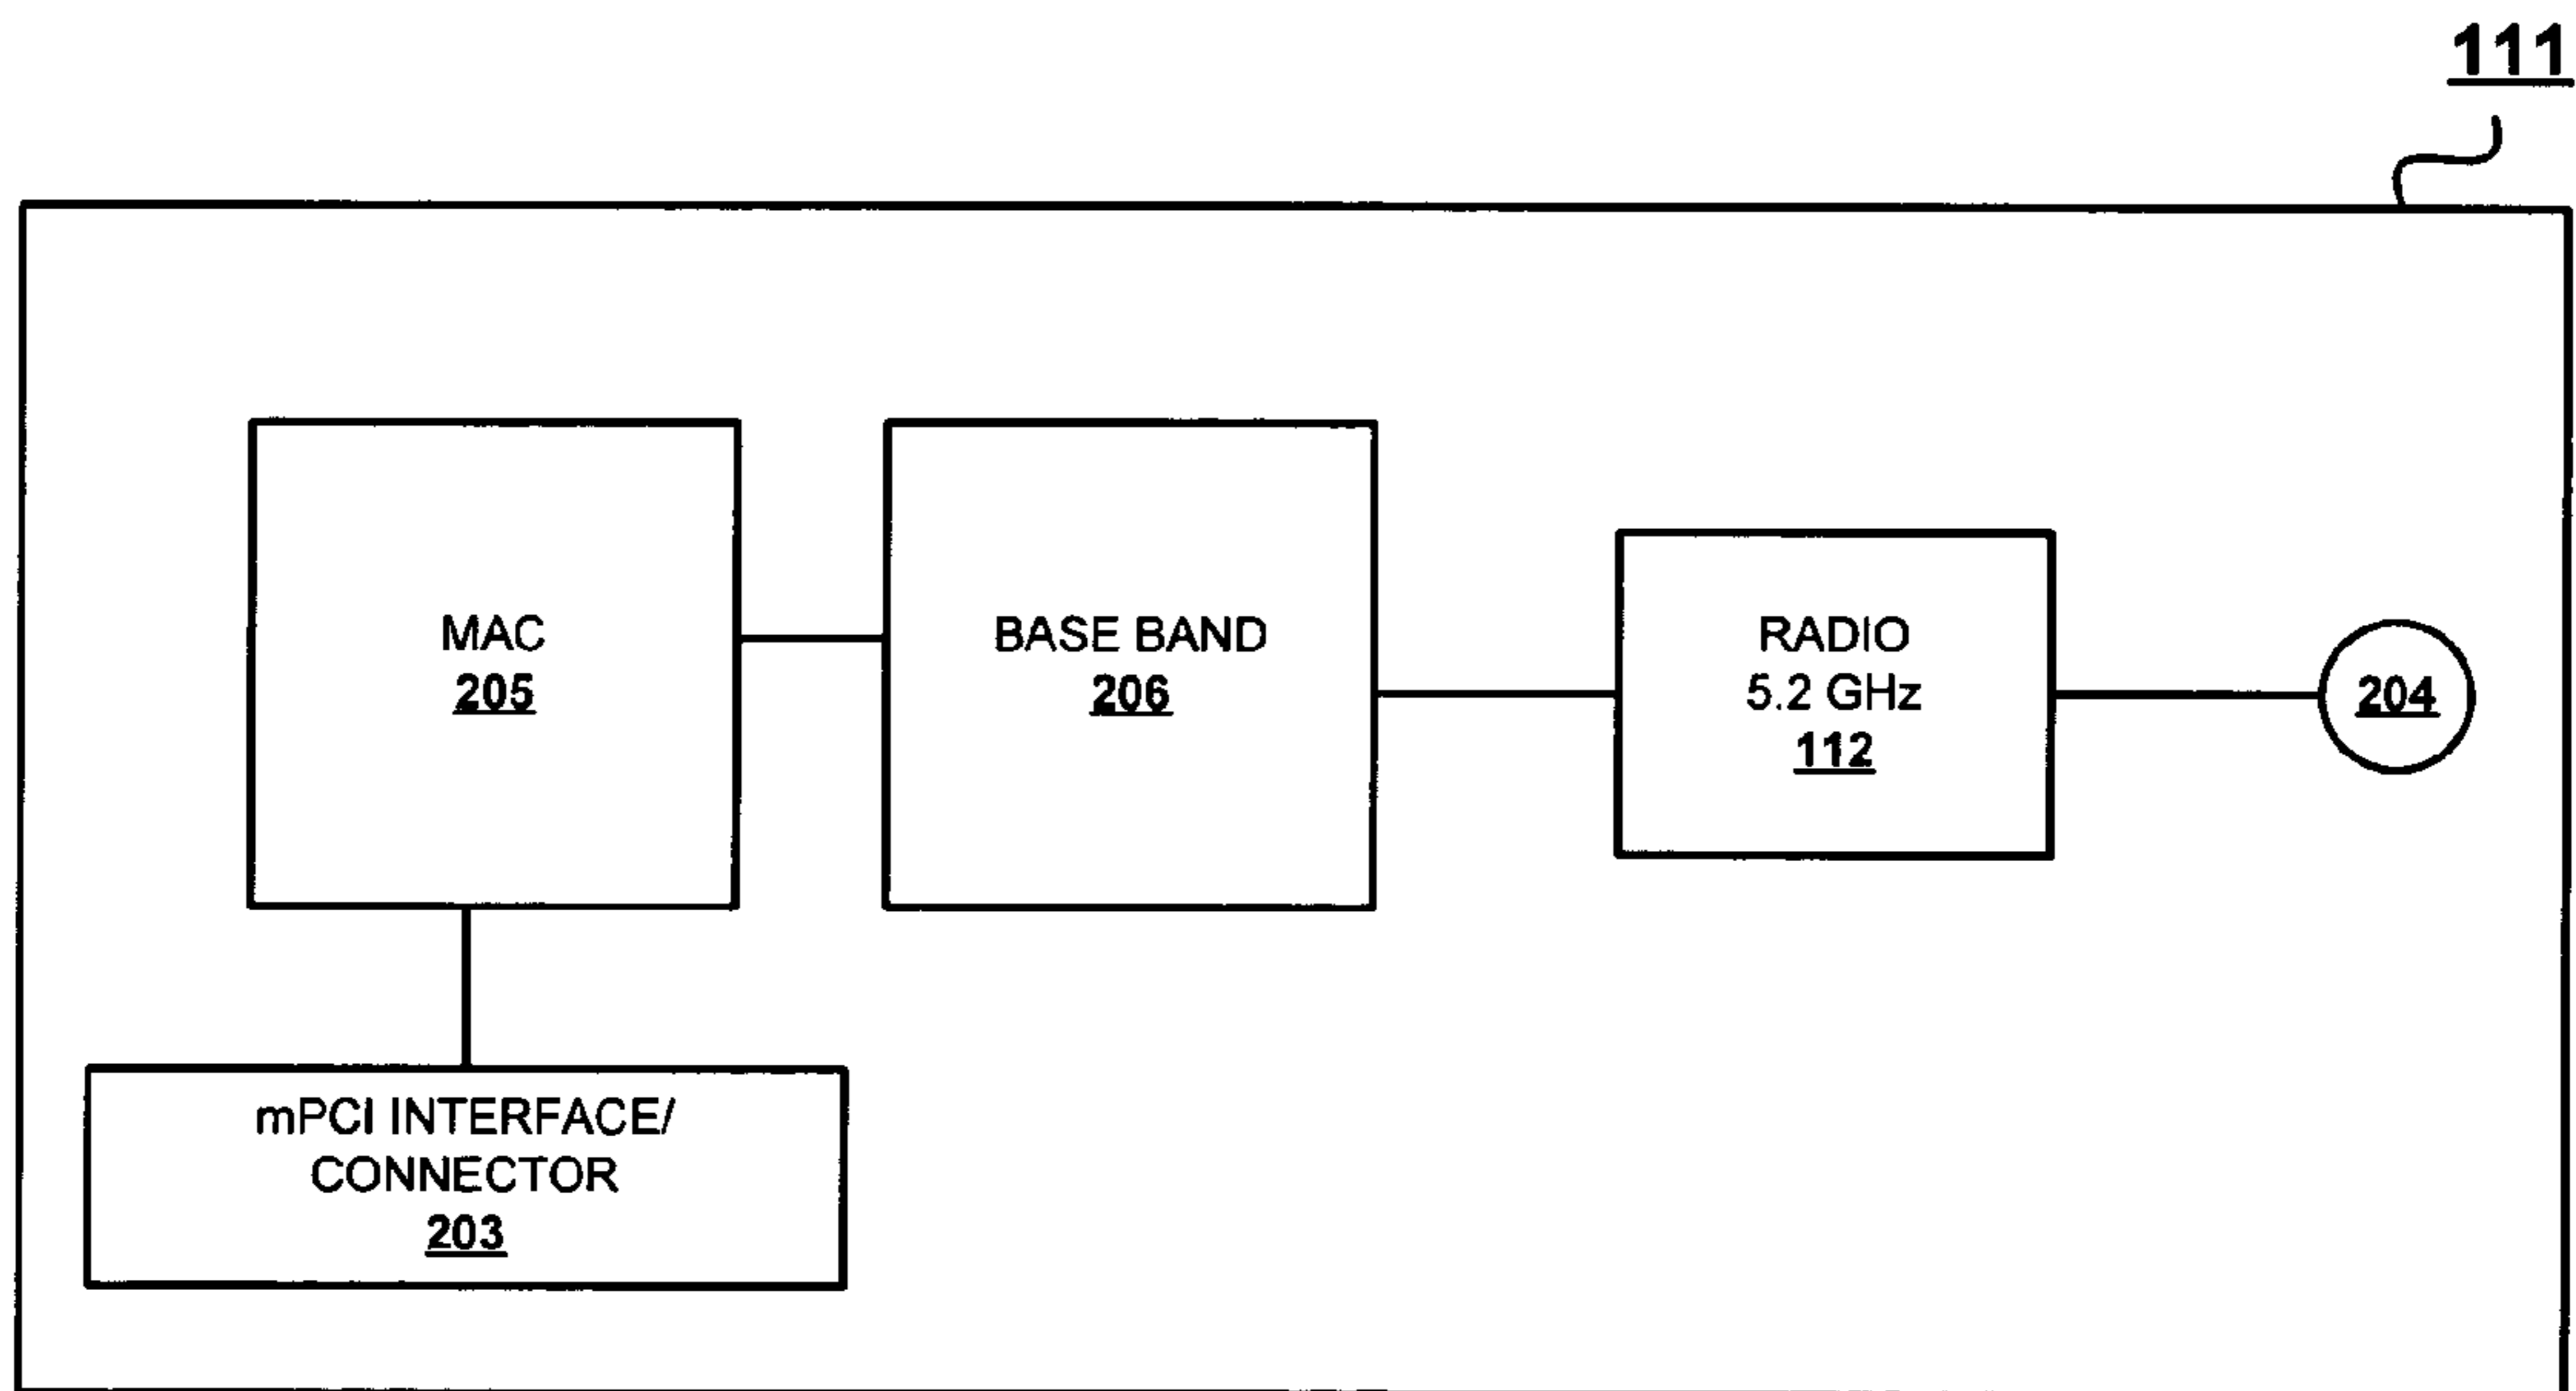 111
MAC
205
BASE BAND
206
RADIO
5.2 GHz
112
204
mPCI INTERFACE/
CONNECTOR
203